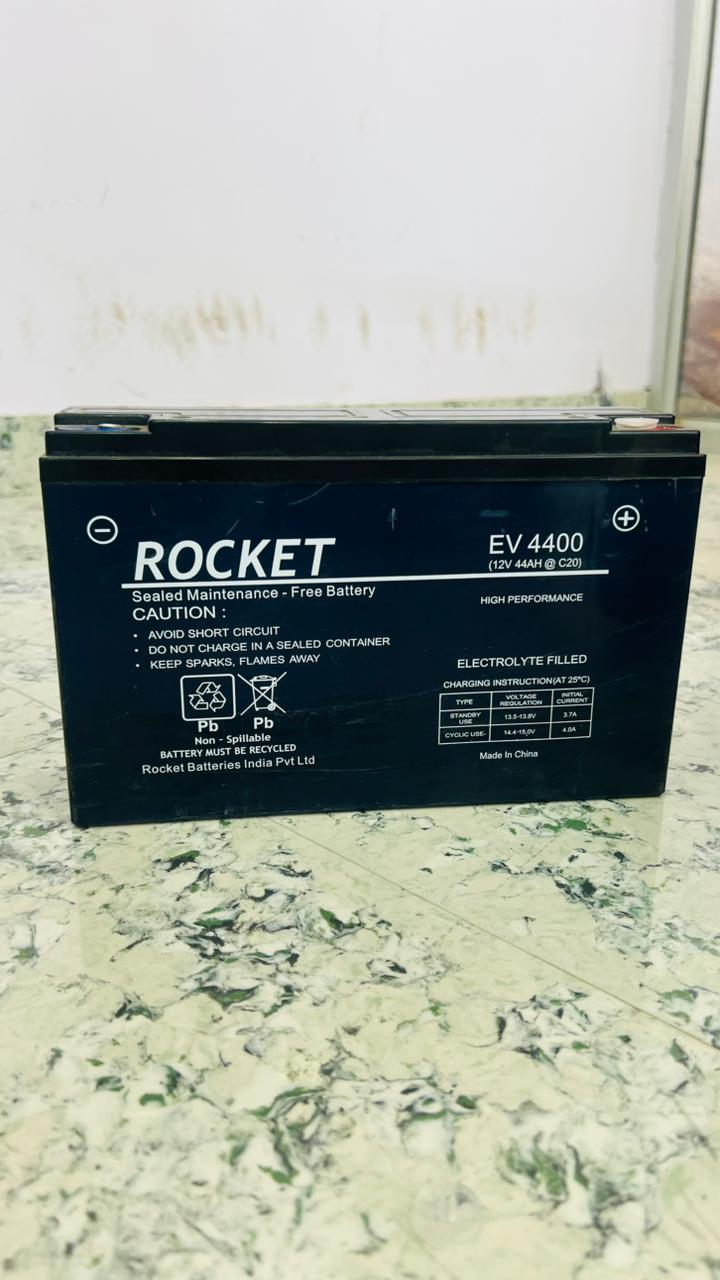 ⊖
⊕
ROCKET
EV 4400
(12V 44AH @ C20)
Sealed Maintenance - Free Battery
HIGH PERFORMANCE
CAUTION :
• AVOID SHORT CIRCUIT
• DO NOT CHARGE IN A SEALED CONTAINER
• KEEP SPARKS, FLAMES AWAY
Pb Pb
Non - Spillable
BATTERY MUST BE RECYCLED
Rocket Batteries India Pvt Ltd
ELECTROLYTE FILLED
CHARGING INSTRUCTION(AT 25°C)
TYPE VOLTAGE REGULATION INITIAL CURRENT
STANDBY USE 13.5-13.8V 3.7A
CYCLIC USE- 14.4-15.0V 4.0A
Made In China